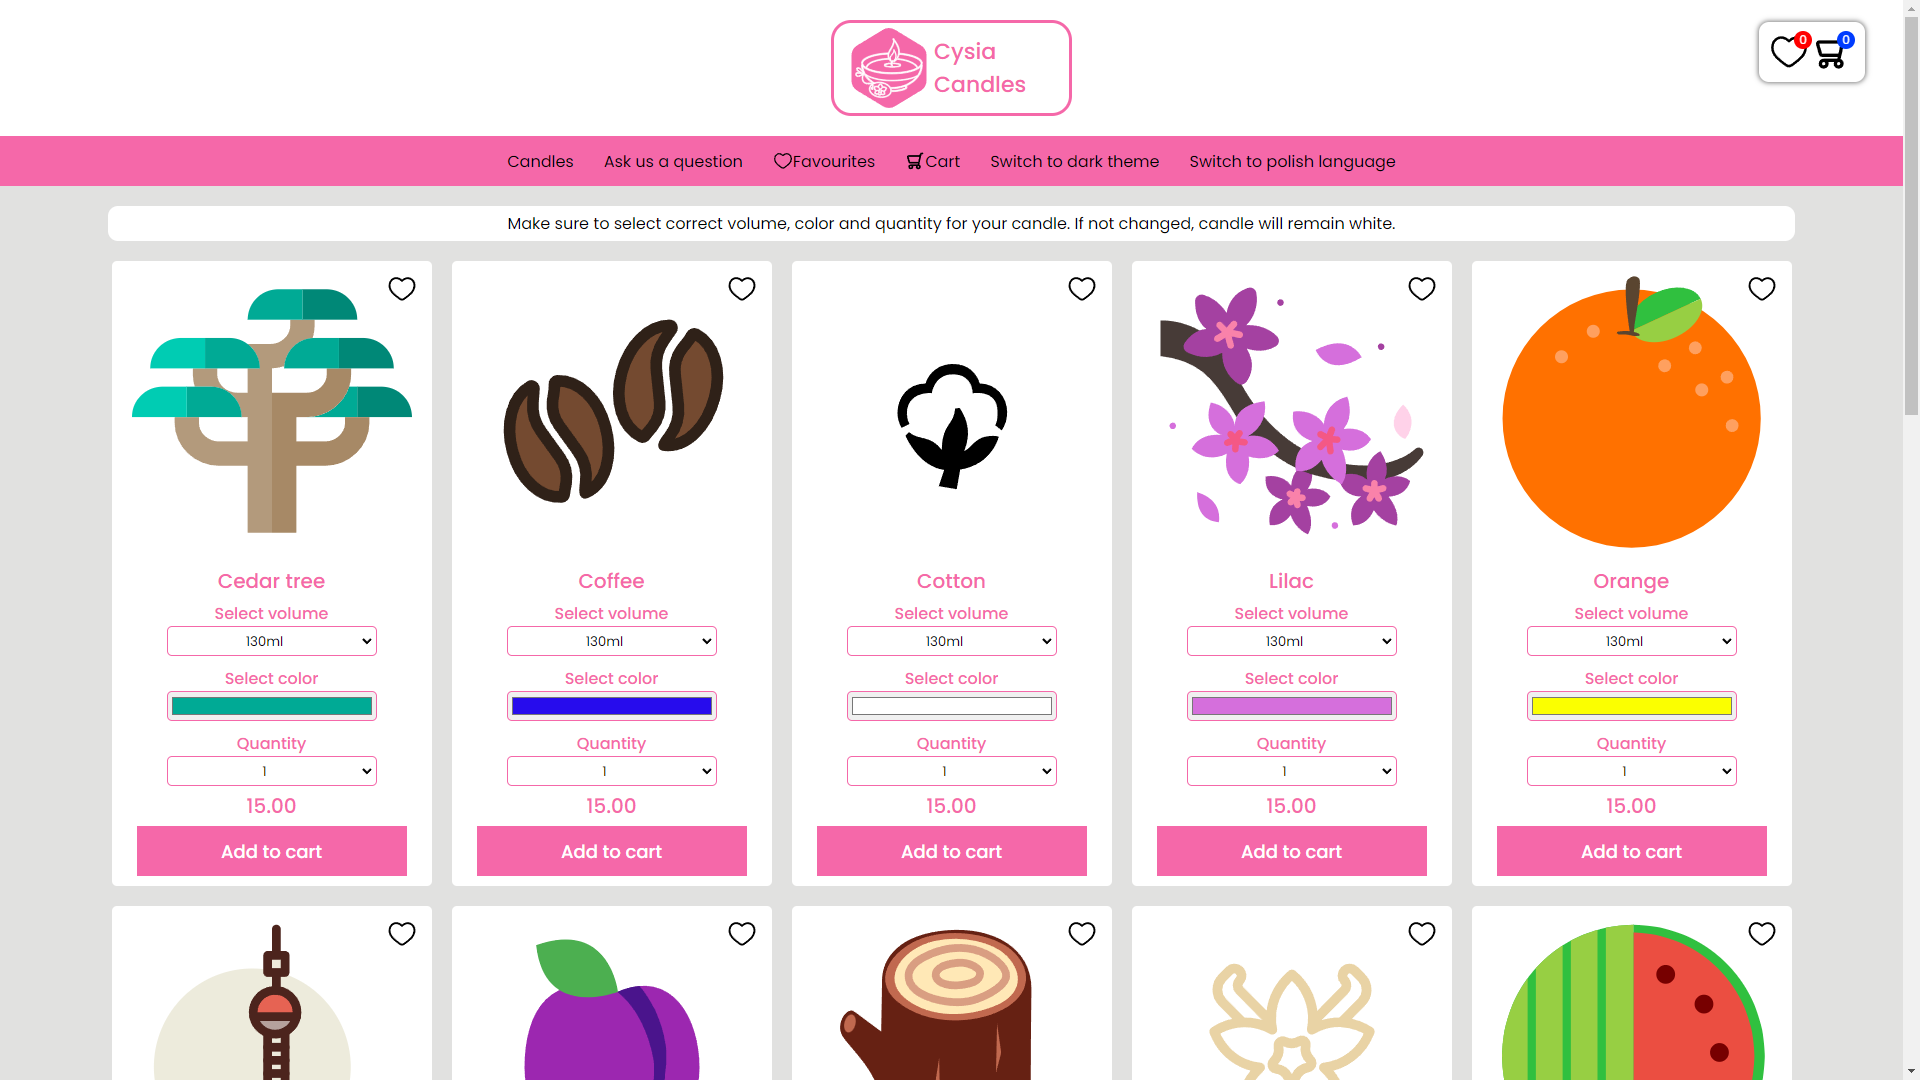 Cysia
Candles
0
0
Candles
Ask us a question
Favourites
Cart
Switch to dark theme
Switch to polish language
Make sure to select correct volume, color and quantity for your candle. If not changed, candle will remain white.
Cedar tree
Select volume
130ml
Select color
Quantity
1
15.00
Add to cart
Coffee
Select volume
130ml
Select color
Quantity
1
15.00
Add to cart
Cotton
Select volume
130ml
Select color
Quantity
1
15.00
Add to cart
Lilac
Select volume
130ml
Select color
Quantity
1
15.00
Add to cart
Orange
Select volume
130ml
Select color
Quantity
1
15.00
Add to cart